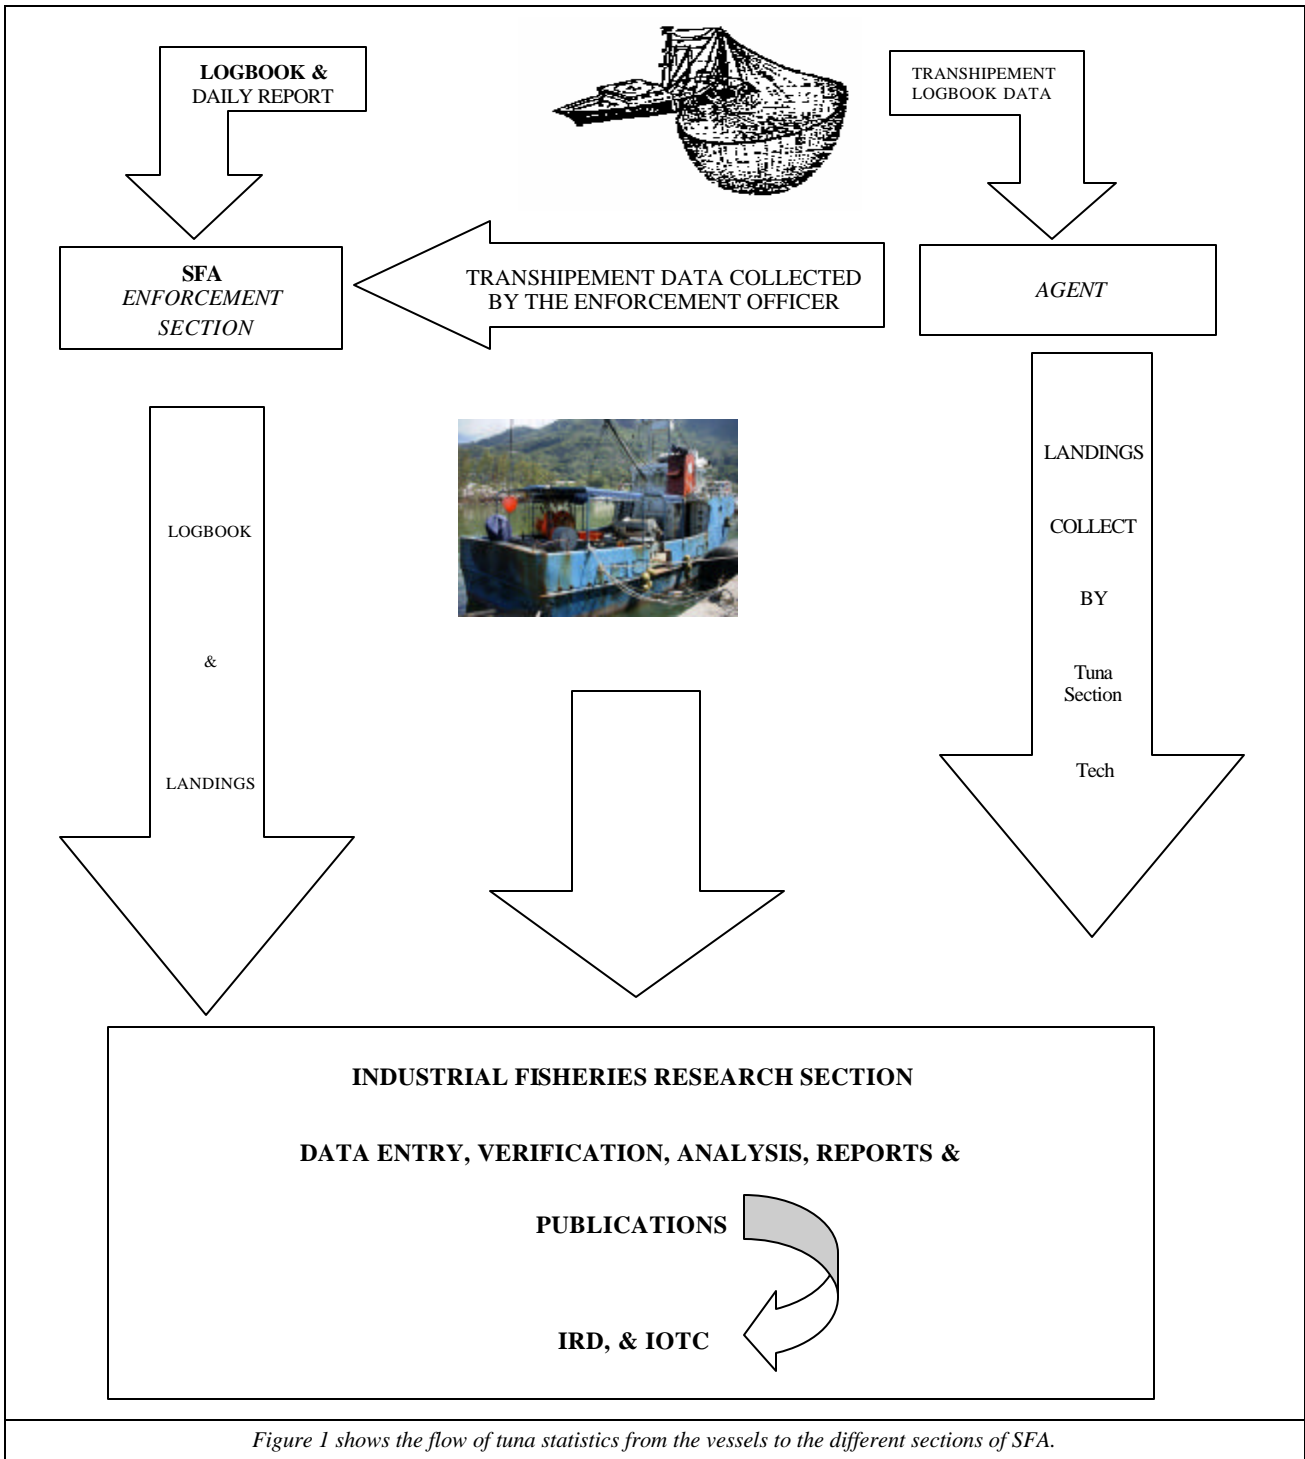 LOGBOOK &
DAILY REPORT
TRANSHIPEMENT
LOGBOOK DATA
SFA
ENFORCEMENT
SECTION
TRANSHIPEMENT DATA COLLECTED
BY THE ENFORCEMENT OFFICER
AGENT
LOGBOOK
&
LANDINGS
LANDINGS
COLLECT
BY
Tuna
Section
Tech
INDUSTRIAL FISHERIES RESEARCH SECTION
DATA ENTRY, VERIFICATION, ANALYSIS, REPORTS &
PUBLICATIONS
IRD, & IOTC
Figure 1 shows the flow of tuna statistics from the vessels to the different sections of SFA.